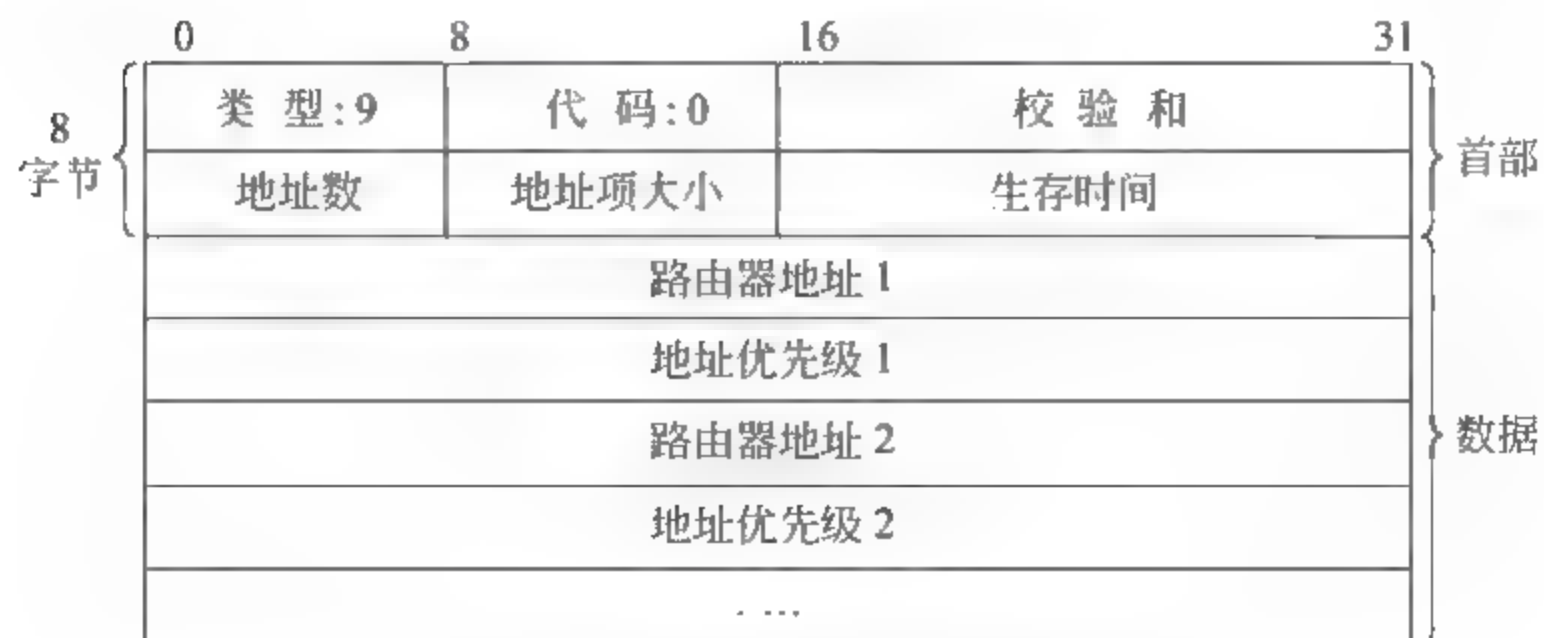 0 8 16 31
类 型:9 代 码:0 校 验 和
8
字节
首部
地址数 地址项大小 生存时间
路由器地址 1
地址优先级 1
路由器地址 2
数据
地址优先级 2
. ...